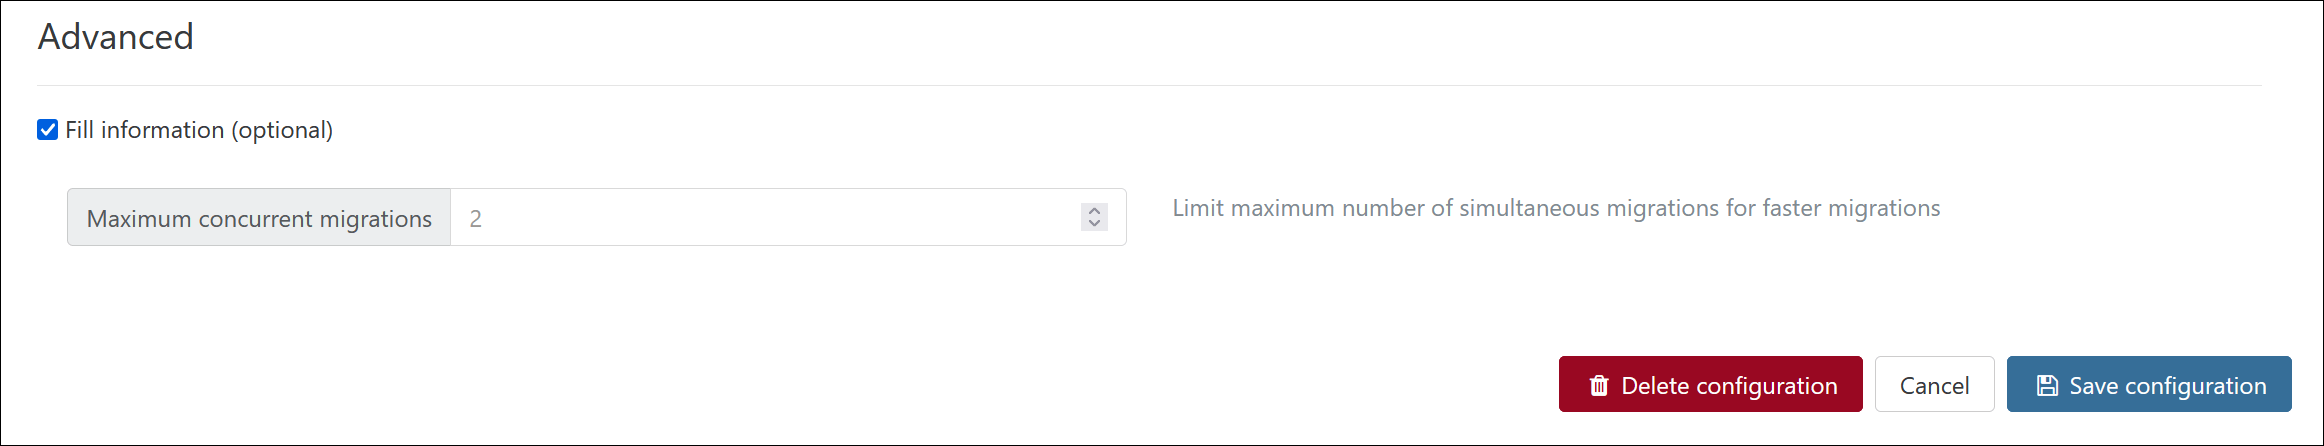 Advanced
Fill information (optional)
Maximum concurrent migrations 2
Limit maximum number of simultaneous migrations for faster migrations
Delete configuration Cancel Save configuration